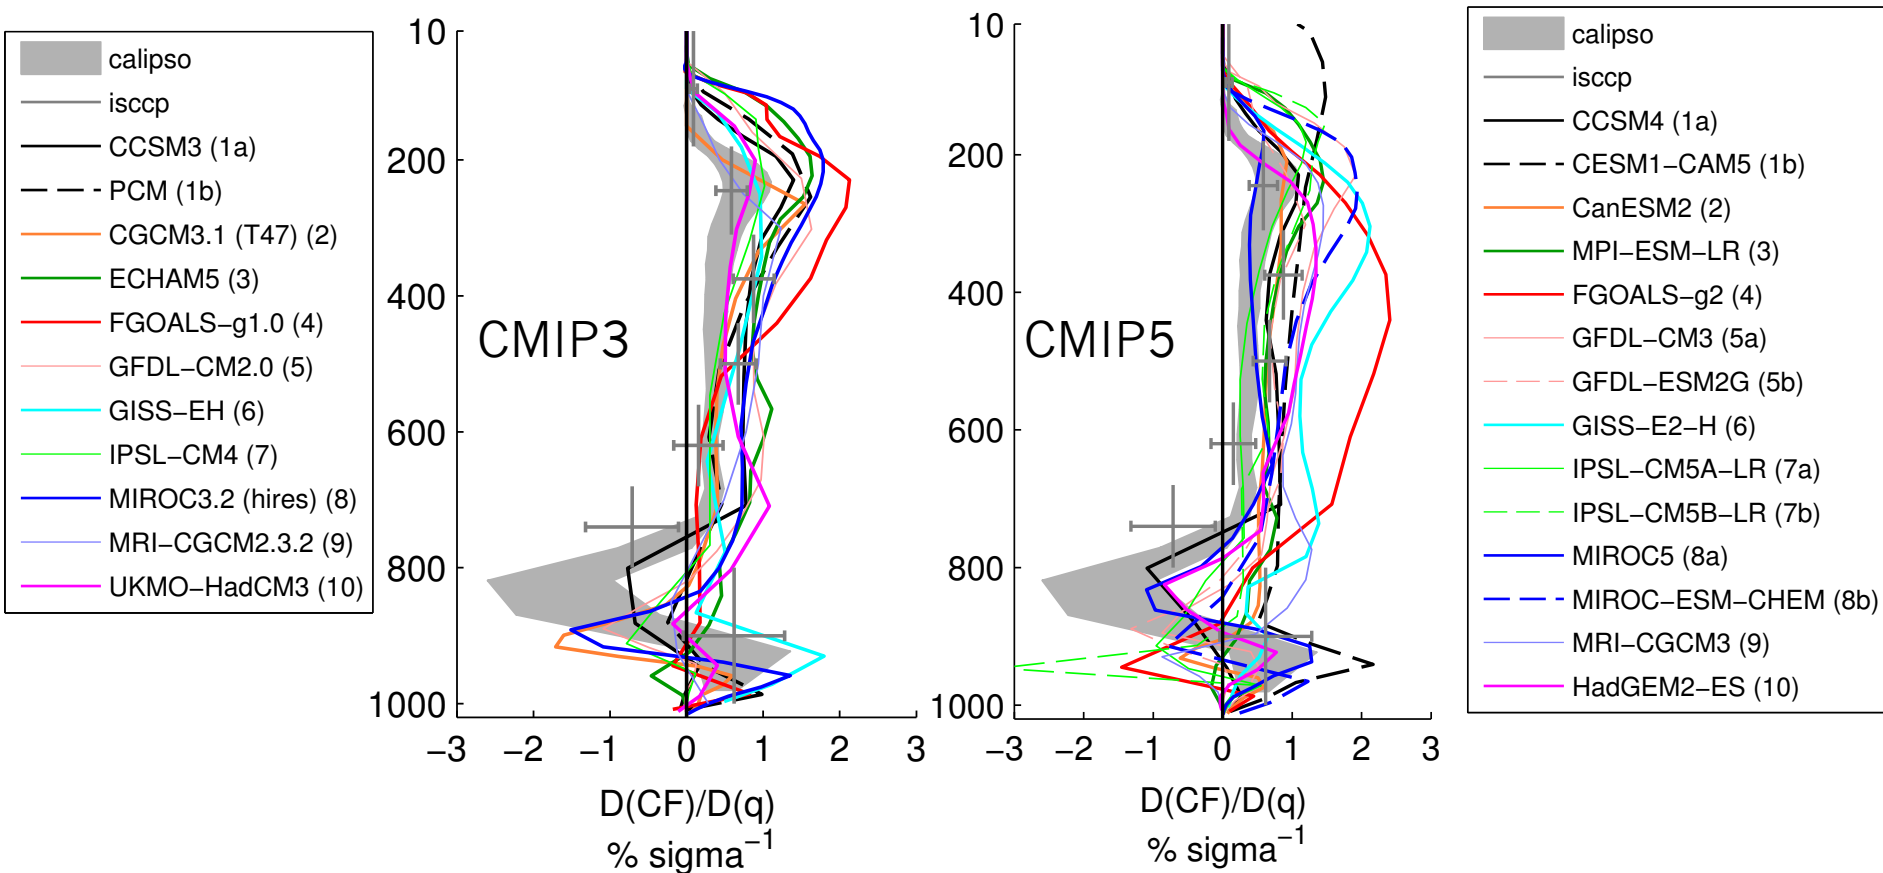 calipso
isccp
CCSM3 (1a)
PCM (1b)
CGCM3.1 (T47) (2)
ECHAM5 (3)
FGOALS−g1.0 (4)
GFDL−CM2.0 (5)
GISS−EH (6)
IPSL−CM4 (7)
MIROC3.2 (hires) (8)
MRI−CGCM2.3.2 (9)
UKMO−HadCM3 (10)
10
200
400
600
800
1000
CMIP3
−3 −2 −1 0 1 2 3
D(CF)/D(q)
% sigma⁻¹
10
200
400
600
800
1000
CMIP5
−3 −2 −1 0 1 2 3
D(CF)/D(q)
% sigma⁻¹
calipso
isccp
CCSM4 (1a)
CESM1−CAM5 (1b)
CanESM2 (2)
MPI−ESM−LR (3)
FGOALS−g2 (4)
GFDL−CM3 (5a)
GFDL−ESM2G (5b)
GISS−E2−H (6)
IPSL−CM5A−LR (7a)
IPSL−CM5B−LR (7b)
MIROC5 (8a)
MIROC−ESM−CHEM (8b)
MRI−CGCM3 (9)
HadGEM2−ES (10)